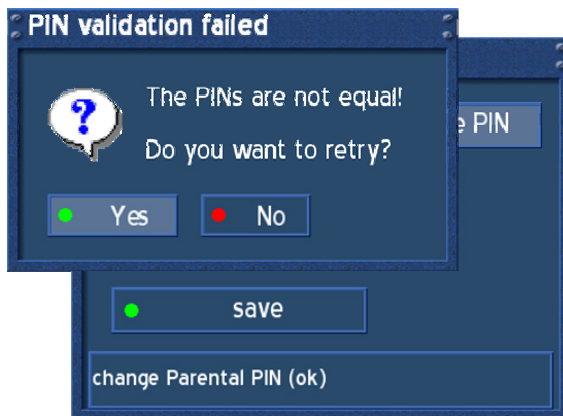 PIN validation failed
The PINs are not equal!
e PIN
Do you want to retry?
Yes
No
save
change Parental PIN (ok)